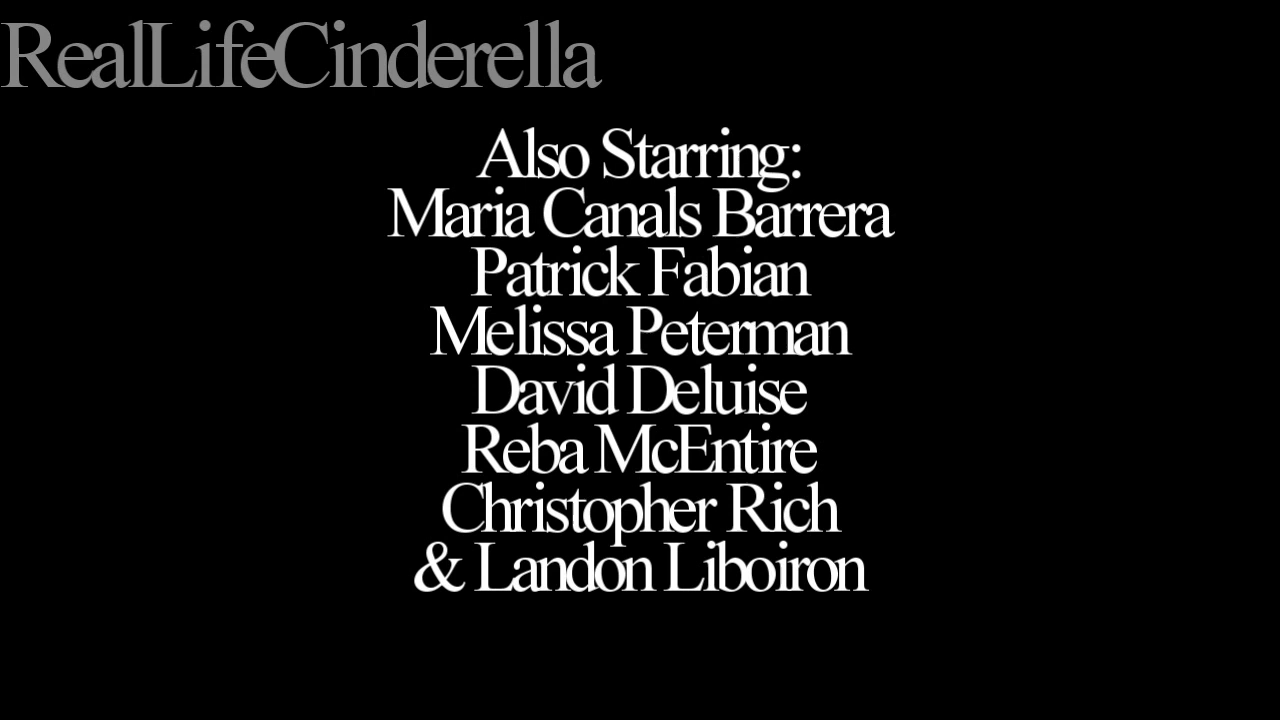 RealLifeCinderella
Also Starring:
Maria Canals Barrera
Patrick Fabian
Melissa Peterman
David Deluise
Reba McEntire
Christopher Rich
& Landon Liboiron